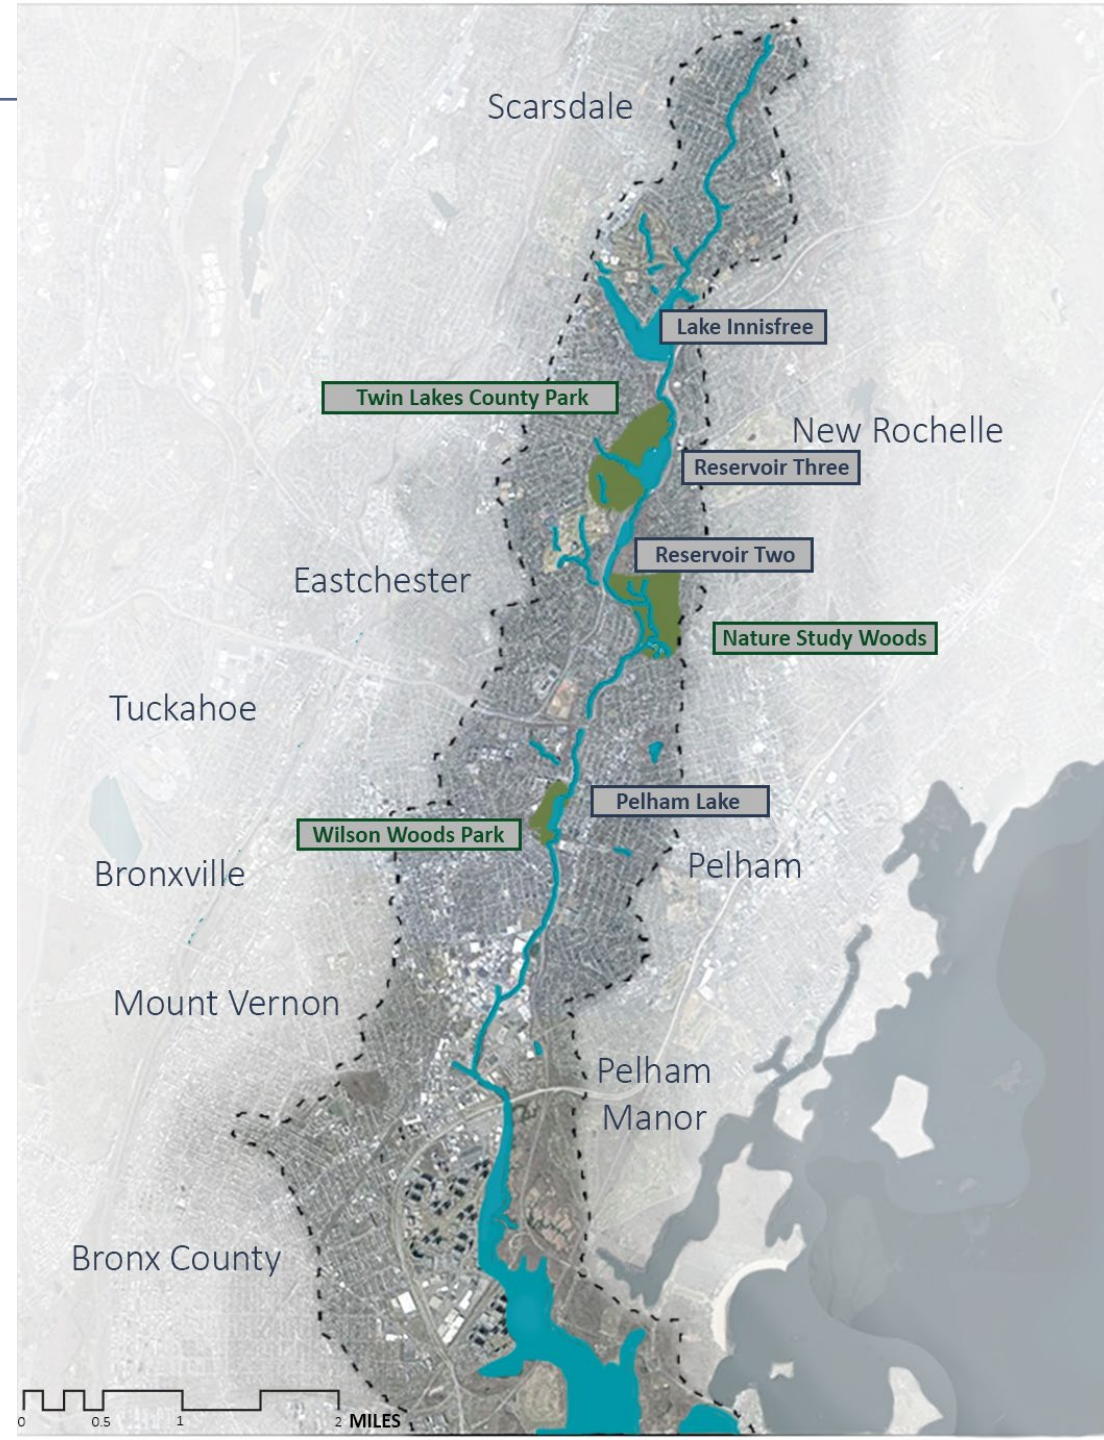 Scarsdale
Lake Innisfree
Twin Lakes County Park
New Rochelle
Reservoir Three
Reservoir Two
Eastchester
Nature Study Woods
Tuckahoe
Pelham Lake
Wilson Woods Park
Pelham
Bronxville
Mount Vernon
Pelham
Manor
Bronx County
0 0.5 1 2 MILES